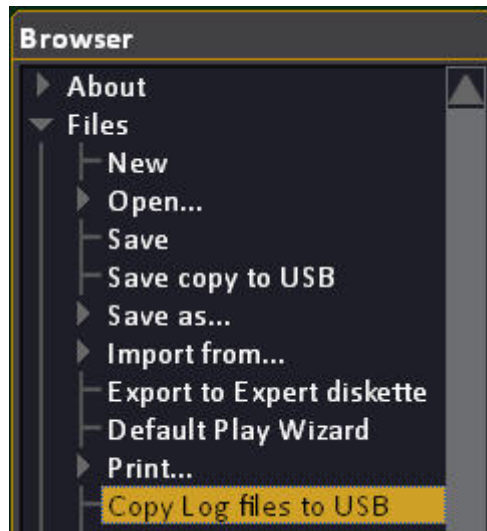 Browser
About
Files
New
Open...
Save
Save copy to USB
Save as...
Import from...
Export to Expert diskette
Default Play Wizard
Print...
Copy Log files to USB